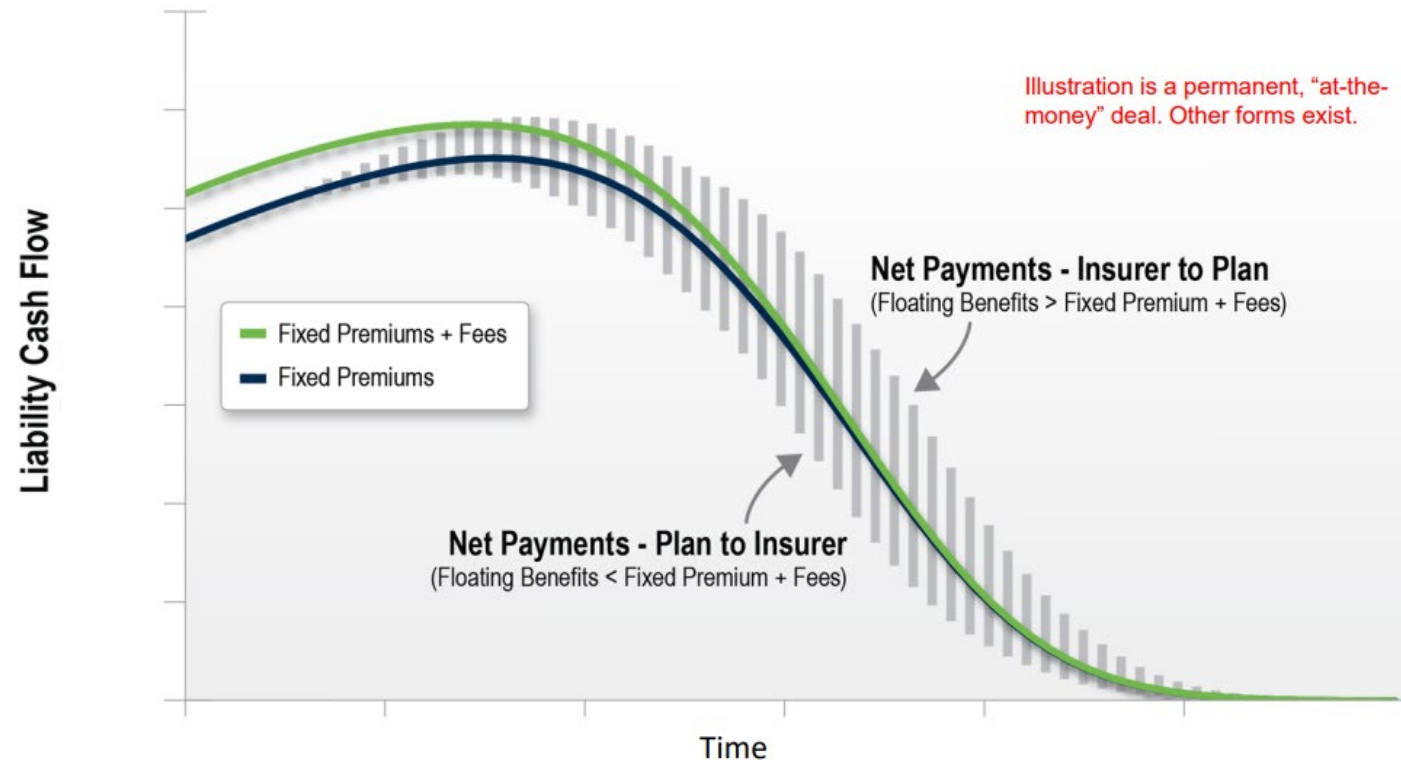 Illustration is a permanent, “at-the-
money” deal. Other forms exist.
Liability Cash Flow
Net Payments - Insurer to Plan
(Floating Benefits > Fixed Premium + Fees)
Fixed Premiums + Fees
Fixed Premiums
Net Payments - Plan to Insurer
(Floating Benefits < Fixed Premium + Fees)
Time